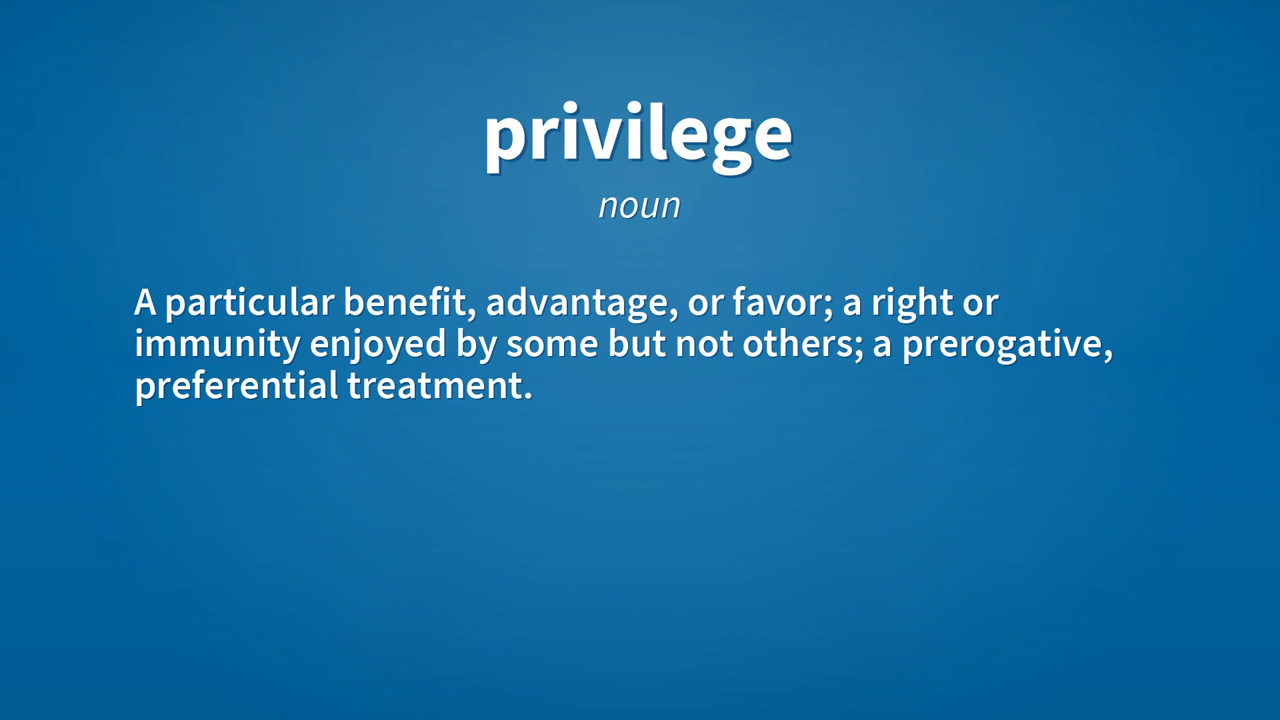 privilege
noun
A particular benefit, advantage, or favor; a right or
immunity enjoyed by some but not others; a prerogative,
preferential treatment.